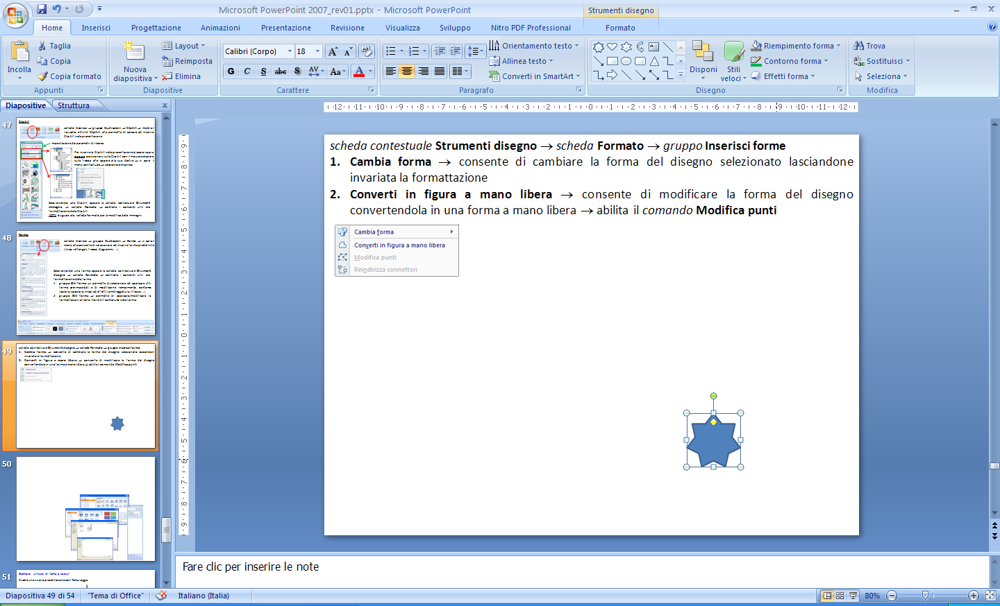 Microsoft PowerPoint 2007_rev01.pptx - Microsoft PowerPoint
Strumenti disegno
Home Inserisci Progettazione Animazioni Presentazione Revisione Visualizza Sviluppo Nitro PDF Professional Formato
Incolla
Taglia
Copia
Copia formato
Appunti
Nuova
diapositiva
Layout
Reimposta
Elimina
Diapositive
Calibri (Corpo) 18
G C S abc S AV Aa A
Carattere
Orientamento testo
Allinea testo
Converti in SmartArt
Paragrafo
Disponi
Stili
veloci
Riempimento forma
Contorno forma
Effetti forma
Disegno
Trova
Sostituisci
Seleziona
Modifica
Diapositive Struttura x
47
48
49
50
51
scheda contestuale Strumenti disegno → scheda Formato → gruppo Inserisci forme
1. Cambia forma → consente di cambiare la forma del disegno selezionato lasciandone
invariata la formattazione
2. Converti in figura a mano libera → consente di modificare la forma del disegno
convertendola in una forma a mano libera → abilita il comando Modifica punti
Cambia forma
Converti in figura a mano libera
Modifica punti
Reindirizza connettori
Fare clic per inserire le note
Diapositiva 49 di 54 "Tema di Office" Italiano (Italia) 80%